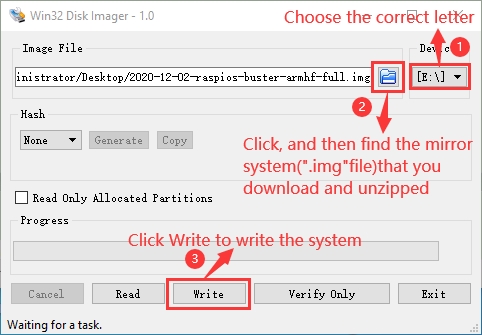 Win32 Disk Imager - 1.0
Choose the correct letter
Image File
Device
1
inistrator/Desktop/2020-12-02-raspios-buster-armhf-full.img
[E:\]
2
Hash
None
Generate
Copy
Click, and then find the mirror
system(".img"file)that you
download and unzipped
Read Only Allocated Partitions
Progress
Click Write to write the system
3
Cancel
Read
Write
Verify Only
Exit
Waiting for a task.